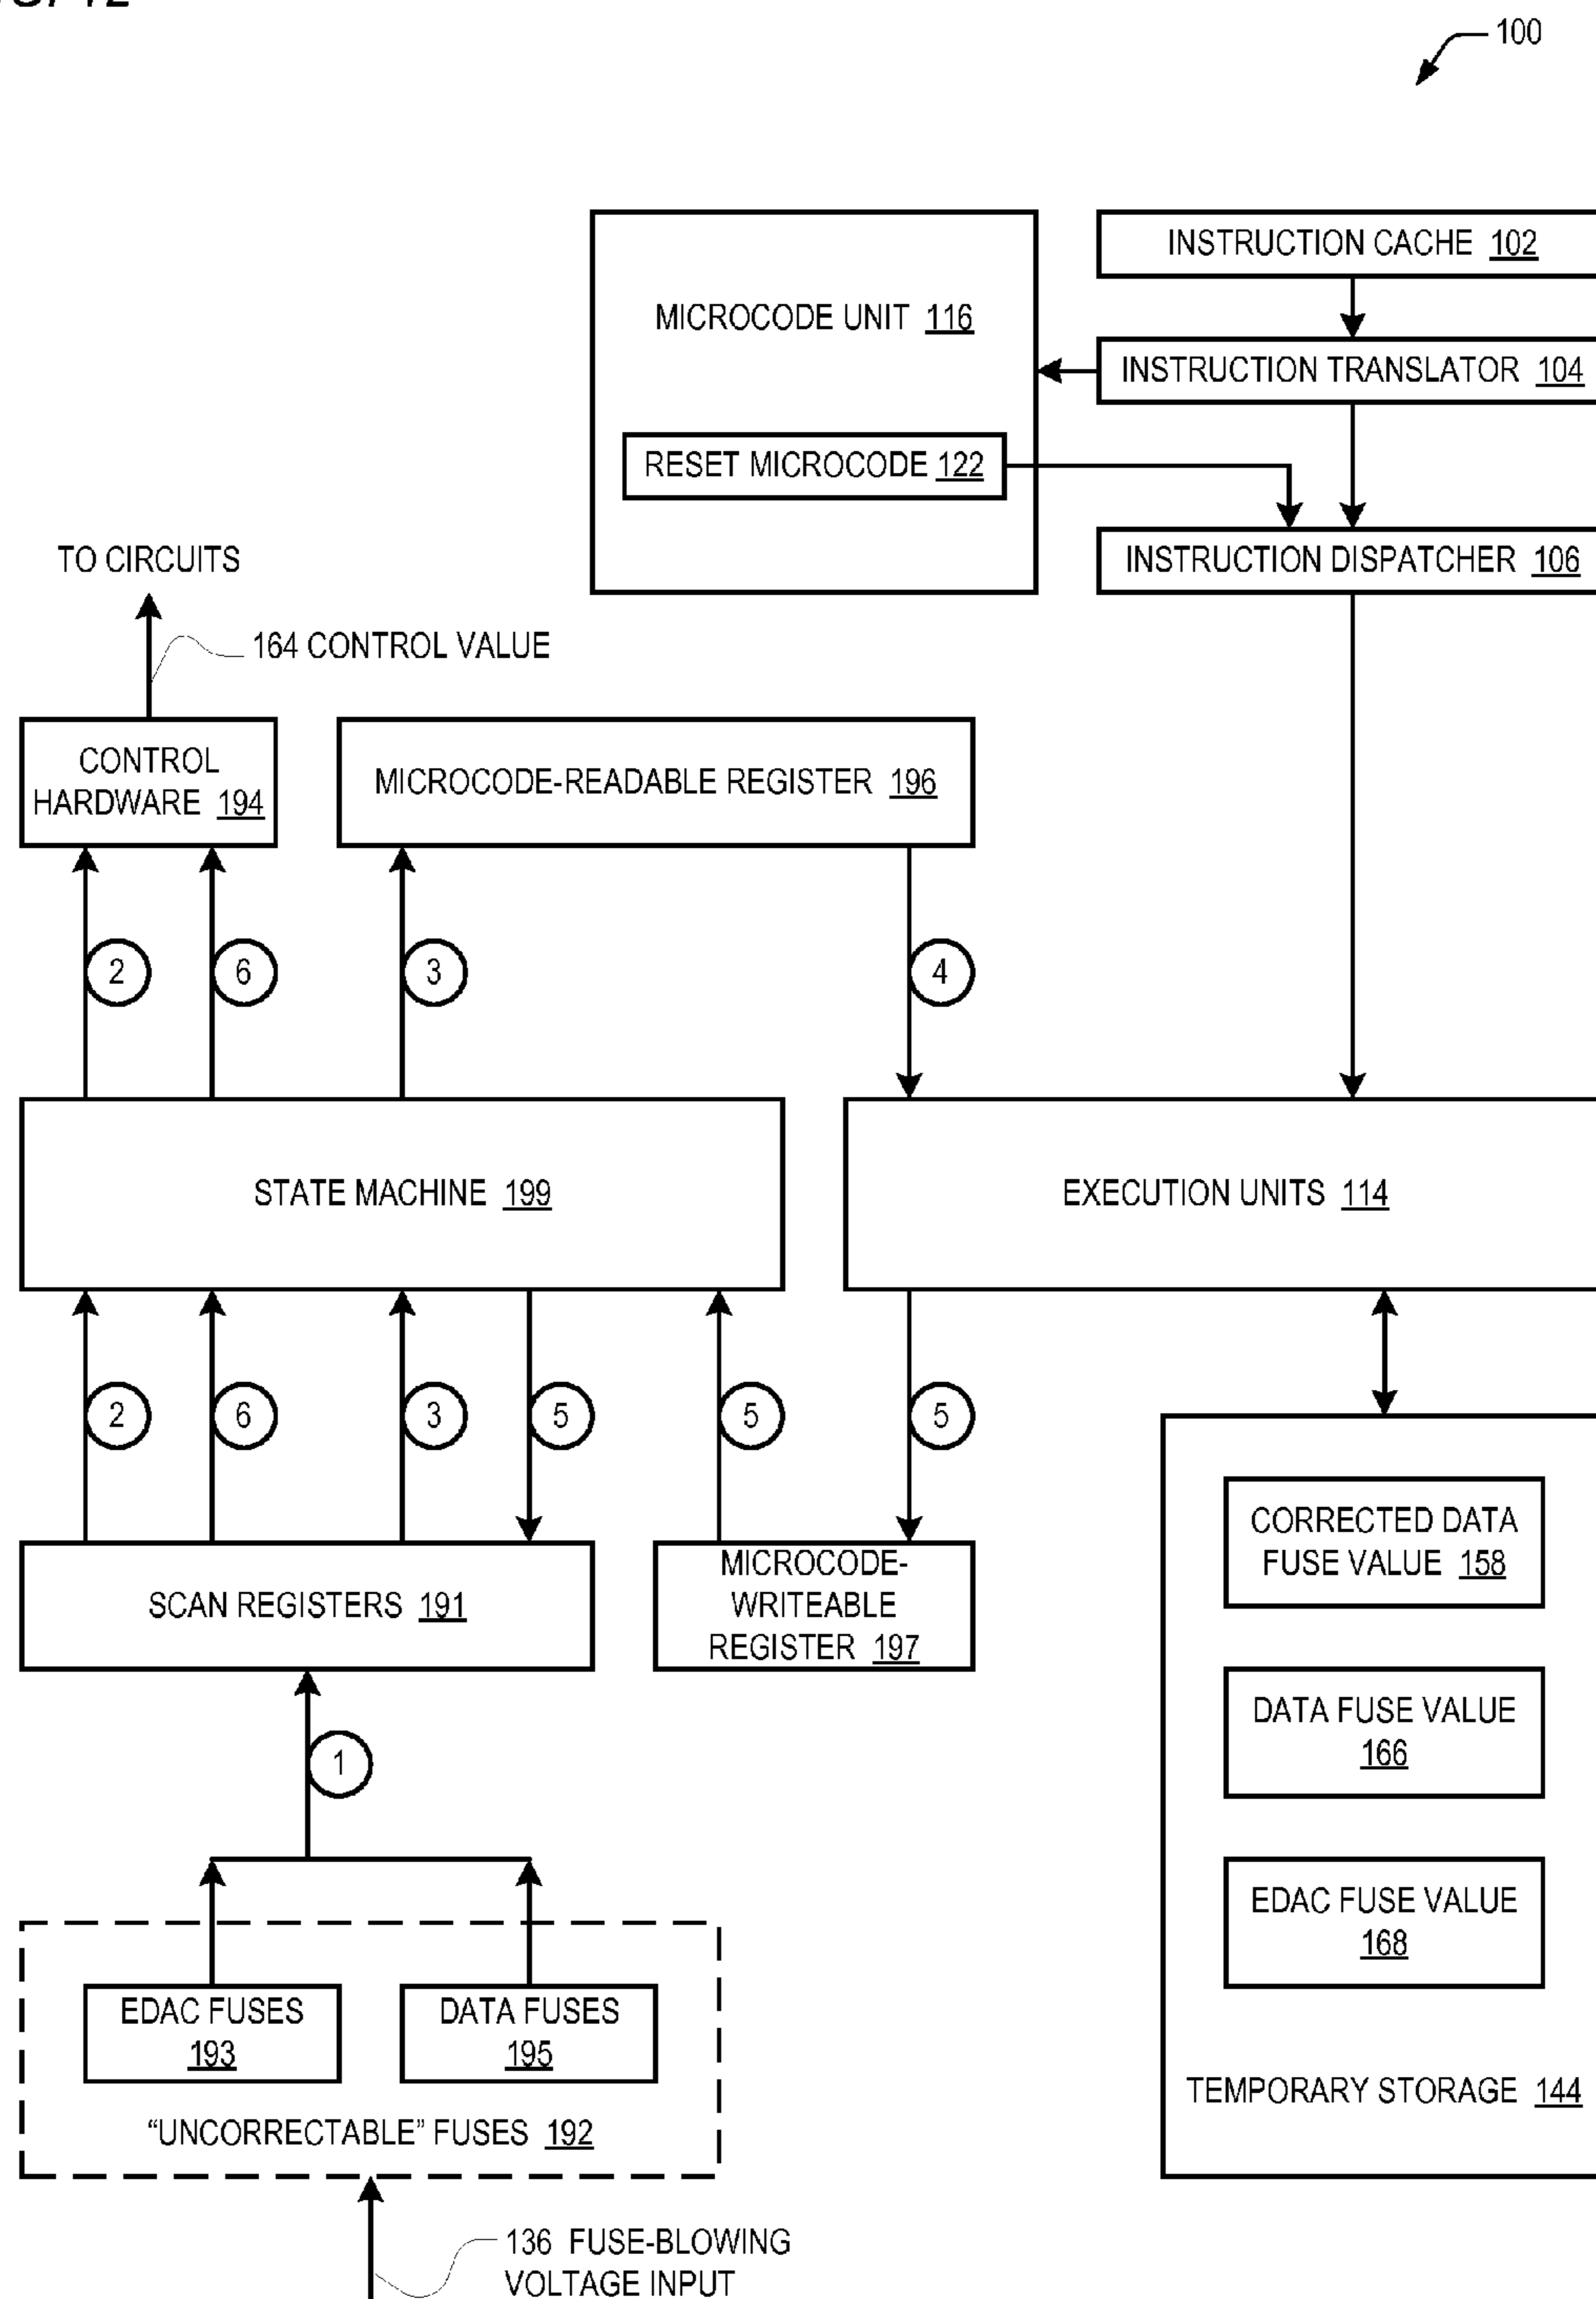 100
INSTRUCTION CACHE 102
MICROCODE UNIT 116
INSTRUCTION TRANSLATOR 104
RESET MICROCODE 122
INSTRUCTION DISPATCHER 106
TO CIRCUITS
164 CONTROL VALUE
CONTROL
HARDWARE 194
MICROCODE-READABLE REGISTER 196
2
6
3
4
STATE MACHINE 199
EXECUTION UNITS 114
2
6
3
5
5
5
SCAN REGISTERS 191
MICROCODE-
WRITEABLE
REGISTER 197
CORRECTED DATA
FUSE VALUE 158
DATA FUSE VALUE
166
1
EDAC FUSE VALUE
168
EDAC FUSES
193
DATA FUSES
195
TEMPORARY STORAGE 144
“UNCORRECTABLE” FUSES 192
136 FUSE-BLOWING
VOLTAGE INPUT